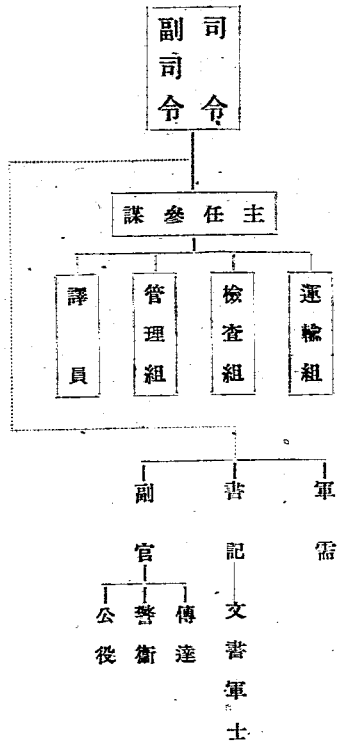 司令
副司令
主任參謀
運輸組
檢查組
管理組
譯員
軍需
書記
副官
文書軍士
傳達
警衛
公役